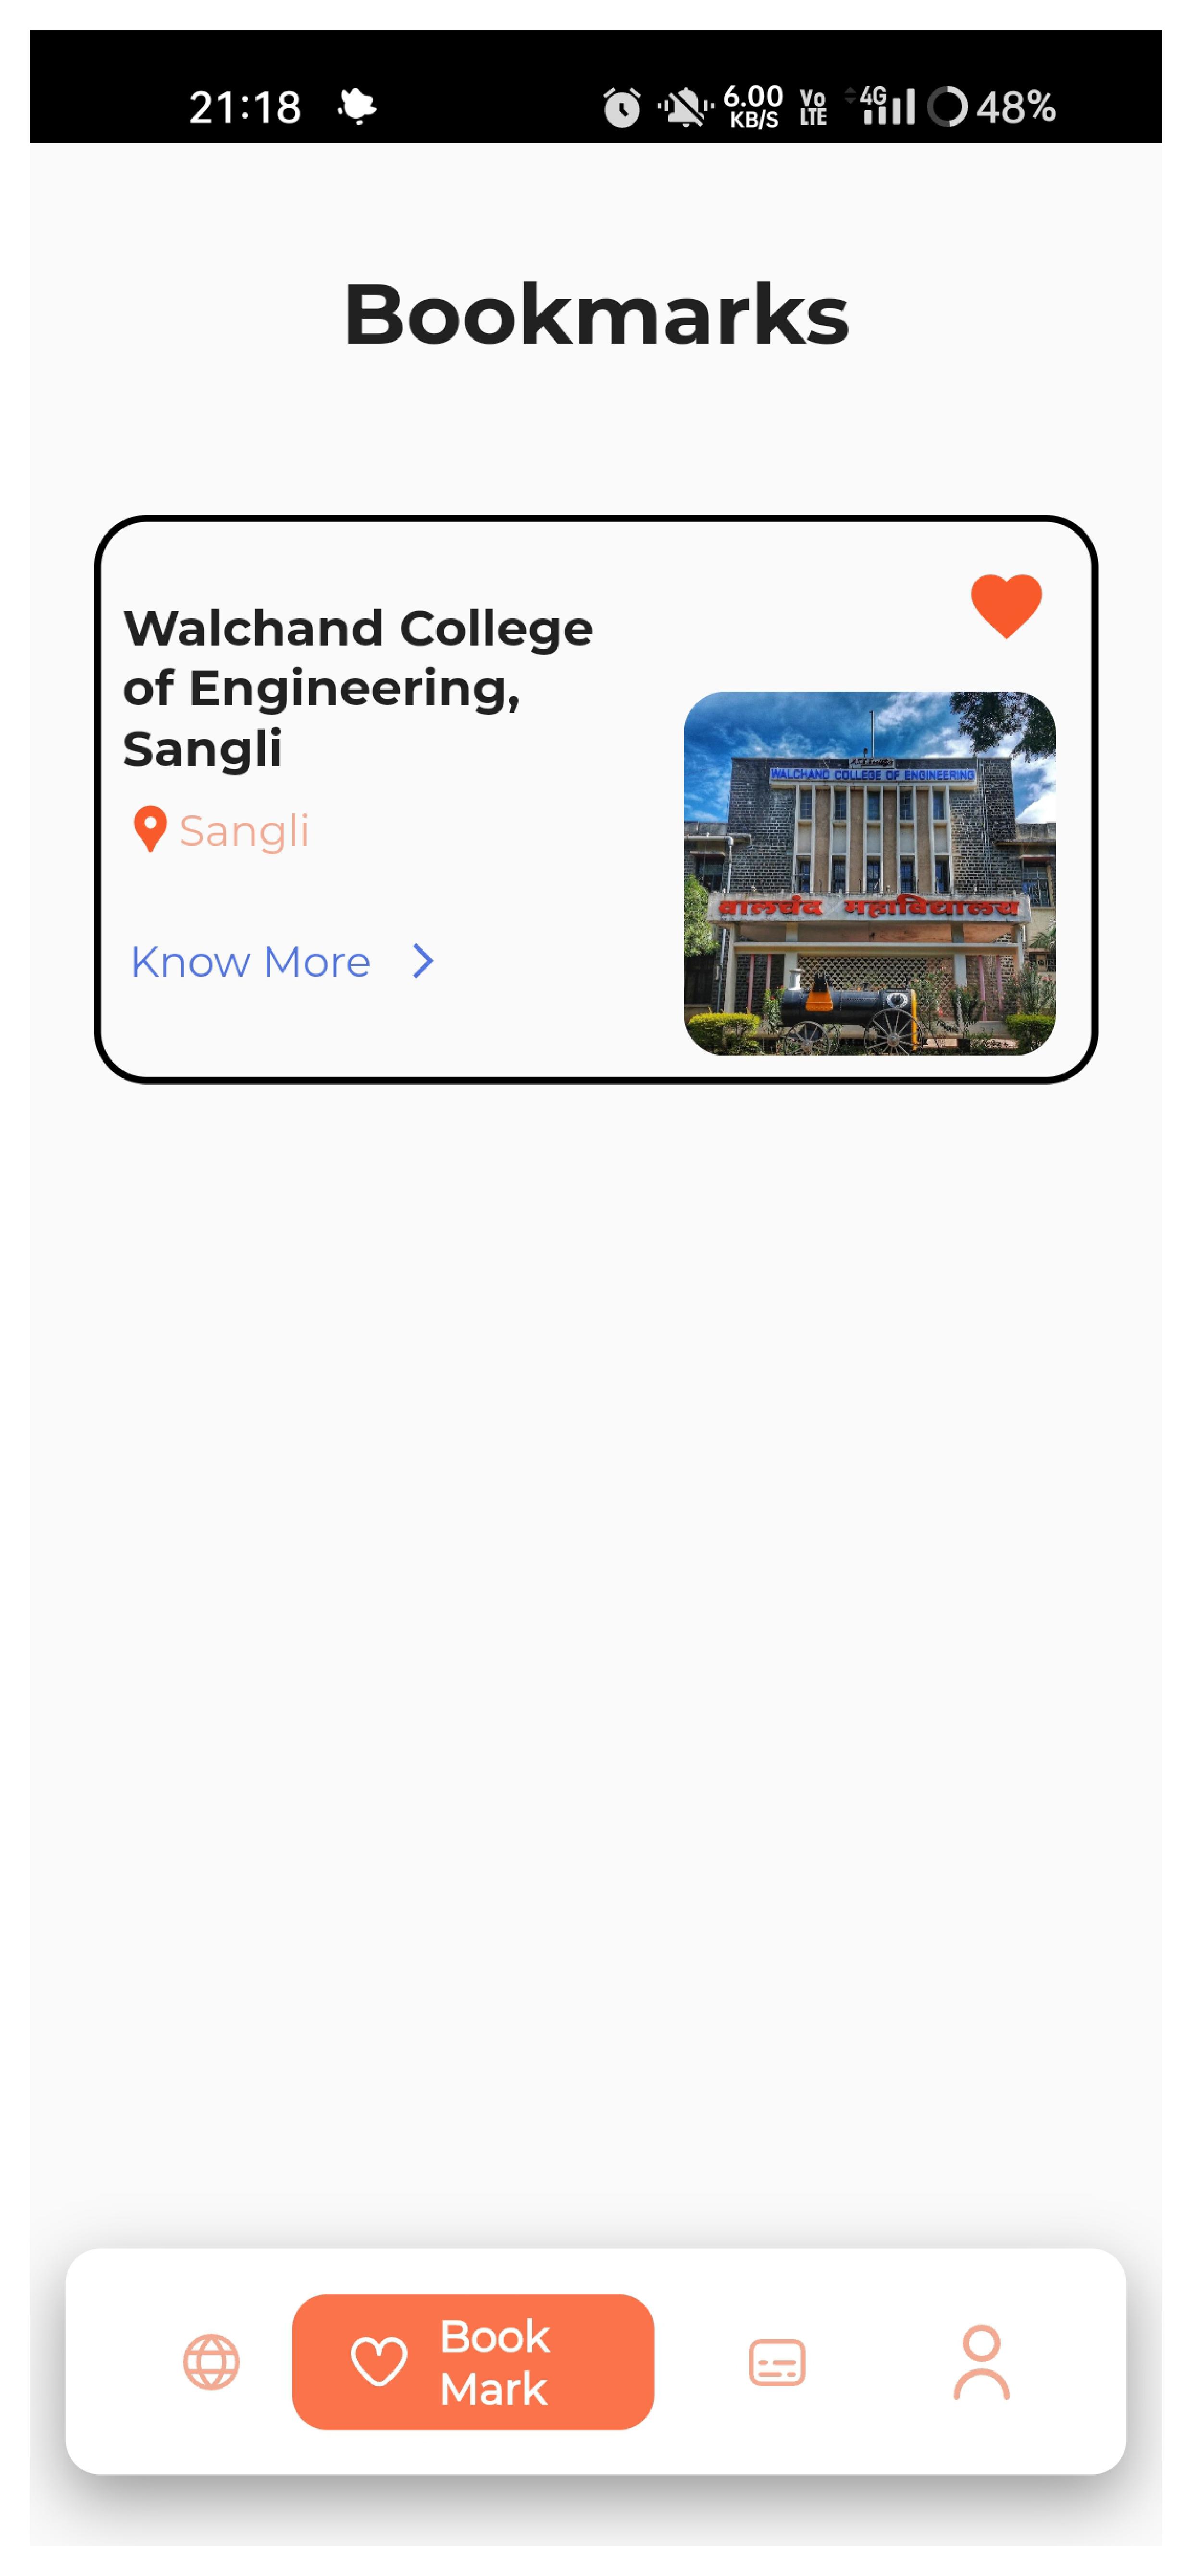 21:18 6.00 KB/S Vo LTE 4G 48%
Bookmarks
Walchand College
of Engineering,
Sangli
Sangli
Know More
WALCHAND COLLEGE OF ENGINEERING
वालचंद महाविद्यालय
Book
Mark